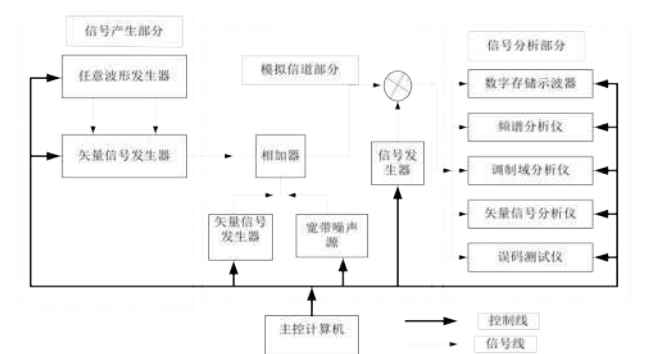 信号产生部分
任意波形发生器
矢量信号发生器
模拟信道部分
相加器
信号发
生器
矢量信号
发生器
宽带噪声
源
信号分析部分
数字存储示波器
频谱分析仪
调制域分析仪
矢量信号分析仪
误码测试仪
主控计算机
控制线
信号线